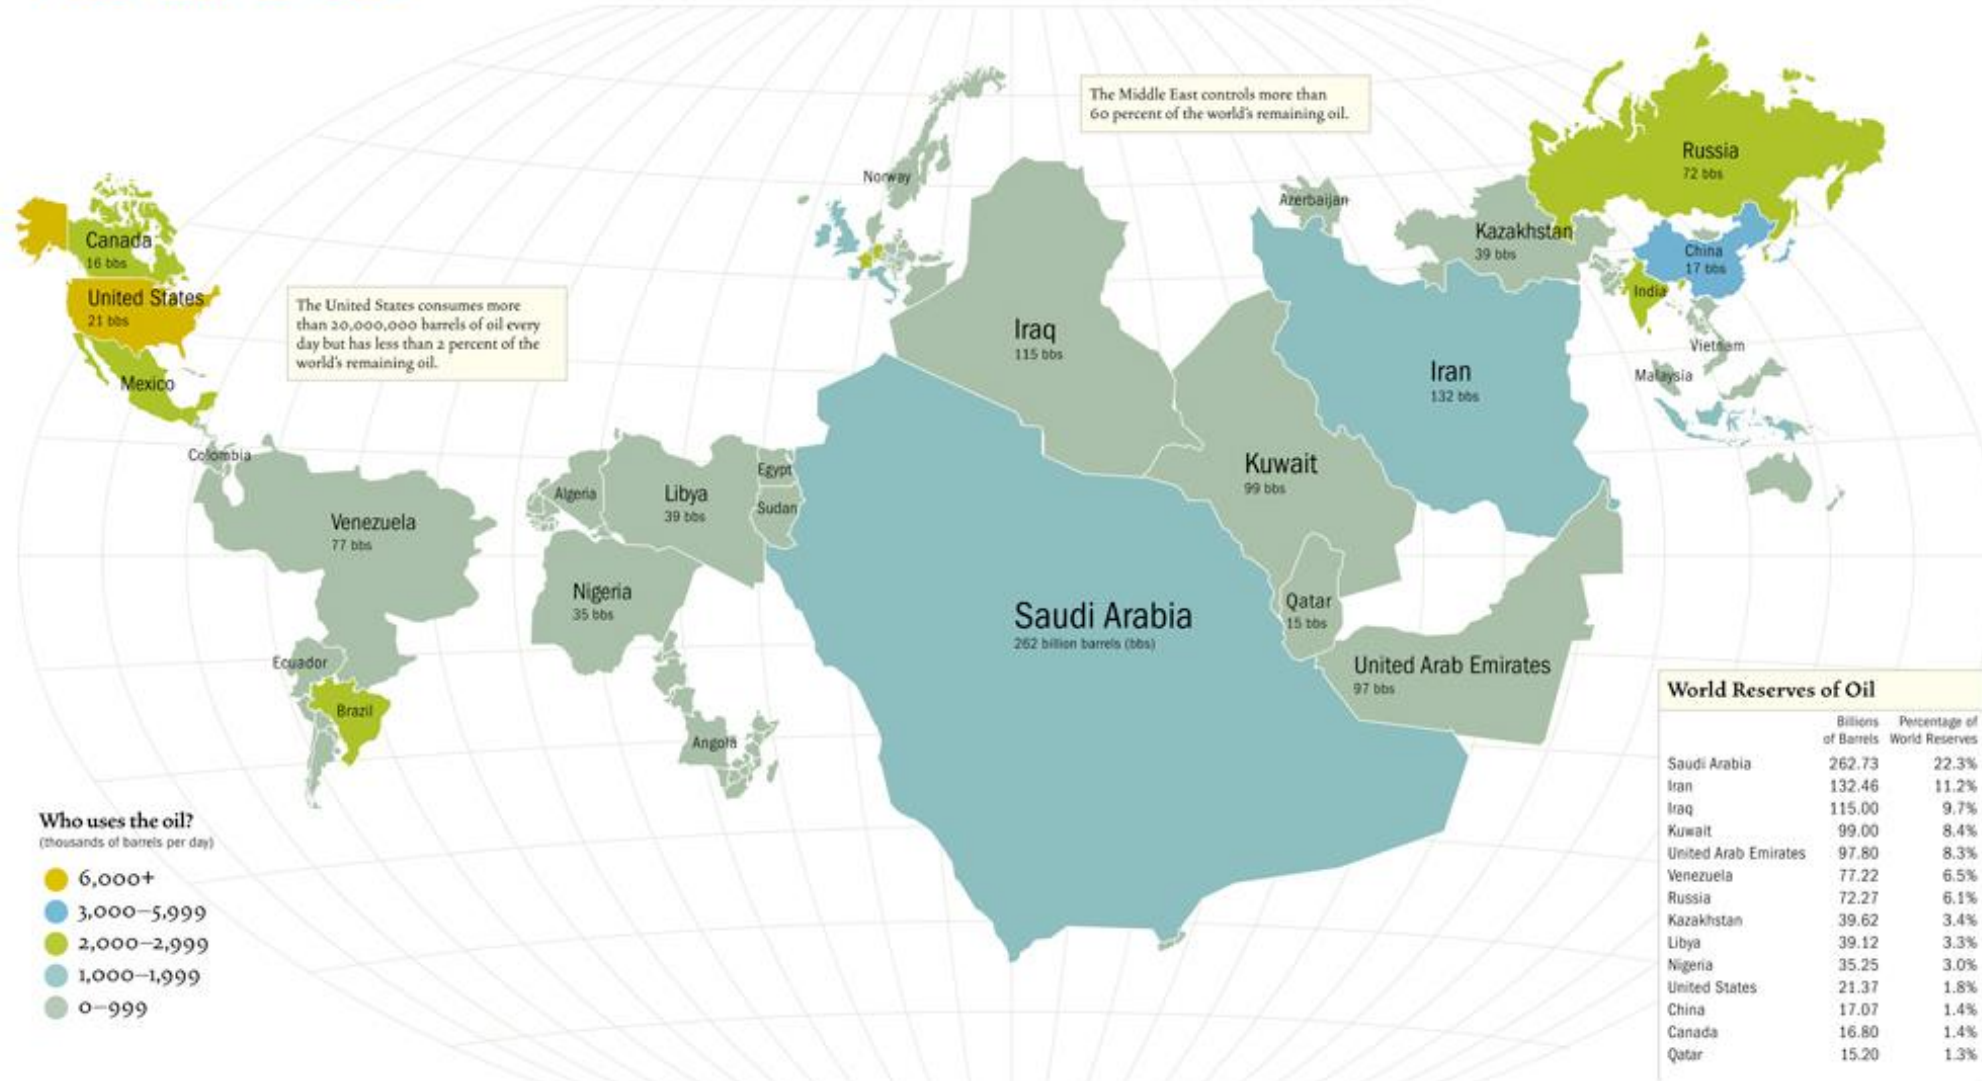 The Middle East controls more than
60 percent of the world's remaining oil.
Norway
Russia
72 bbs
Azerbaijan
Kazakhstan
39 bbs
China
17 bbs
India
Vietnam
Malaysia
Canada
16 bbs
United States
21 bbs
Mexico
The United States consumes more
than 20,000,000 barrels of oil every
day but has less than 2 percent of the
world's remaining oil.
Iraq
115 bbs
Iran
132 bbs
Kuwait
99 bbs
Colombia
Venezuela
77 bbs
Algeria
Libya
39 bbs
Egypt
Sudan
Nigeria
35 bbs
Saudi Arabia
262 billion barrels (bbs)
Qatar
15 bbs
United Arab Emirates
97 bbs
Ecuador
Brazil
Angola
Who uses the oil?
(thousands of barrels per day)
6,000+
3,000–5,999
2,000–2,999
1,000–1,999
0–999
World Reserves of Oil
Billions Percentage of
of Barrels World Reserves
Saudi Arabia 262.73 22.3%
Iran 132.46 11.2%
Iraq 115.00 9.7%
Kuwait 99.00 8.4%
United Arab Emirates 97.80 8.3%
Venezuela 77.22 6.5%
Russia 72.27 6.1%
Kazakhstan 39.62 3.4%
Libya 39.12 3.3%
Nigeria 35.25 3.0%
United States 21.37 1.8%
China 17.07 1.4%
Canada 16.80 1.4%
Qatar 15.20 1.3%